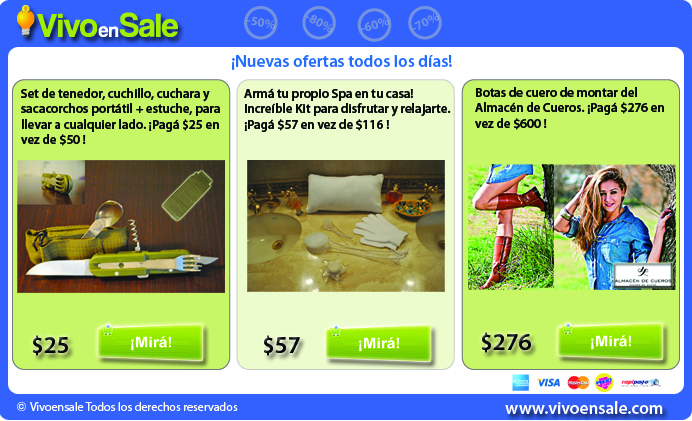 VivoenSale
-50%
-80%
-60%
-70%
¡Nuevas ofertas todos los días!
Set de tenedor, cuchillo, cuchara y
sacacorchos portátil + estuche, para
llevar a cualquier lado. ¡Pagá $25 en
vez de $50 !
$25
¡Mirá!
Armá tu propio Spa en tu casa!
Increíble Kit para disfrutar y relajarte.
¡Pagá $57 en vez de $116 !
$57
¡Mirá!
Botas de cuero de montar del
Almacén de Cueros. ¡Pagá $276 en
vez de $600 !
ALMACÉN DE CUEROS
$276
¡Mirá!
VISA
MasterCard
rapipago
© Vivoensale Todos los derechos reservados
www.vivoensale.com